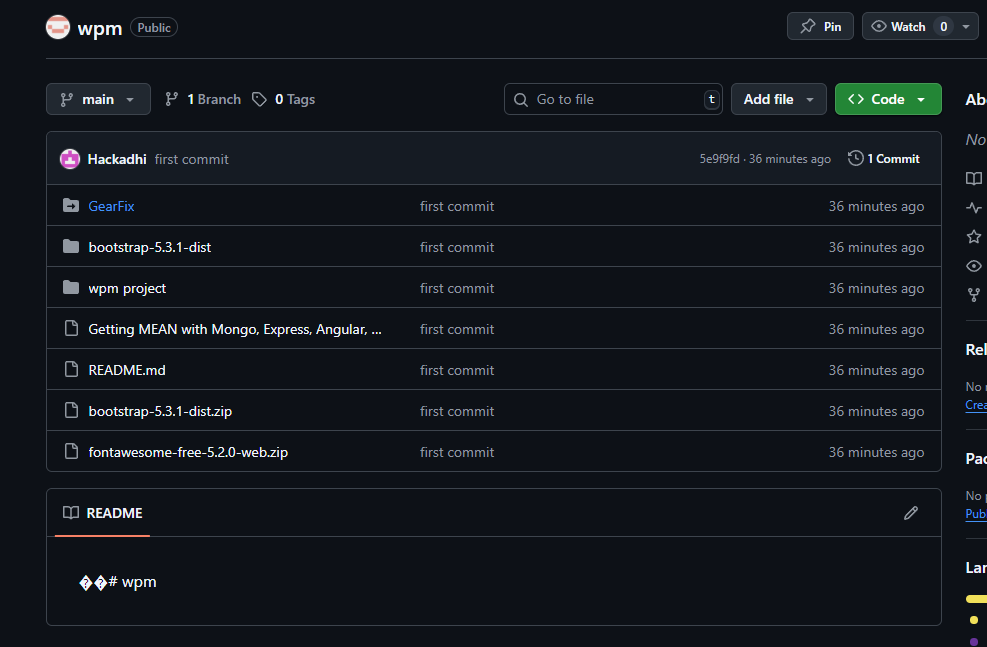 wpm Public Pin Watch 0
main 1 Branch 0 Tags Go to file t Add file Code
Hackadhi first commit 5e9f9fd · 36 minutes ago 1 Commit
GearFix first commit 36 minutes ago
bootstrap-5.3.1-dist first commit 36 minutes ago
wpm project first commit 36 minutes ago
Getting MEAN with Mongo, Express, Angular, ... first commit 36 minutes ago
README.md first commit 36 minutes ago
bootstrap-5.3.1-dist.zip first commit 36 minutes ago
fontawesome-free-5.2.0-web.zip first commit 36 minutes ago
README
��# wpm
No
No